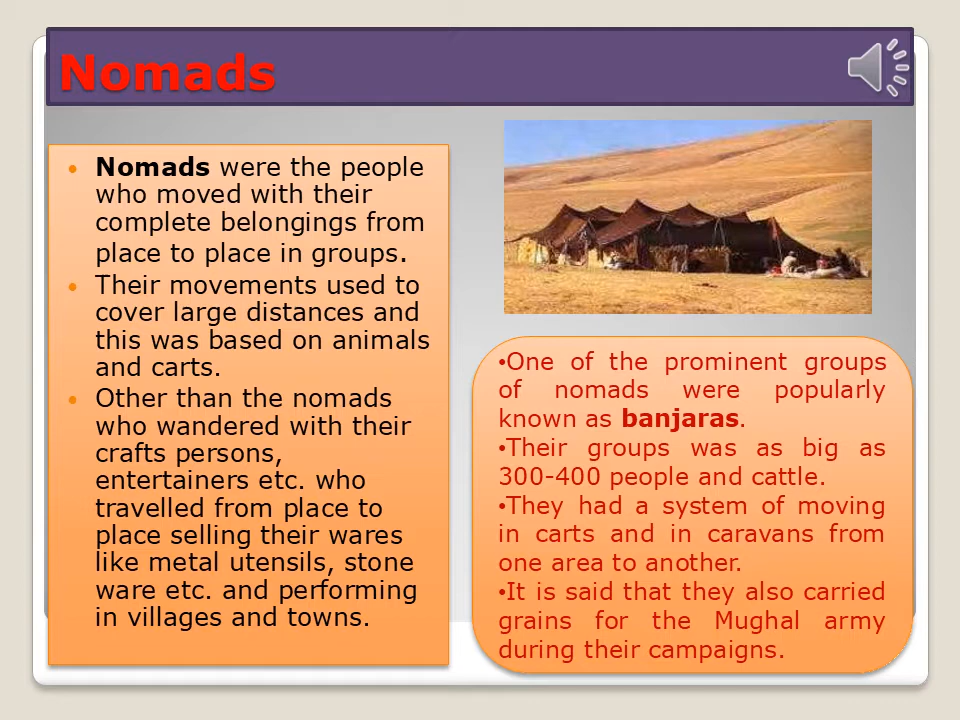 Nomads
• Nomads were the people
who moved with their
complete belongings from
place to place in groups.
• Their movements used to
cover large distances and
this was based on animals
and carts.
• Other than the nomads
who wandered with their
crafts persons,
entertainers etc. who
travelled from place to
place selling their wares
like metal utensils, stone
ware etc. and performing
in villages and towns.
•One of the prominent groups
of nomads were popularly
known as banjaras.
•Their groups was as big as
300-400 people and cattle.
•They had a system of moving
in carts and in caravans from
one area to another.
•It is said that they also carried
grains for the Mughal army
during their campaigns.